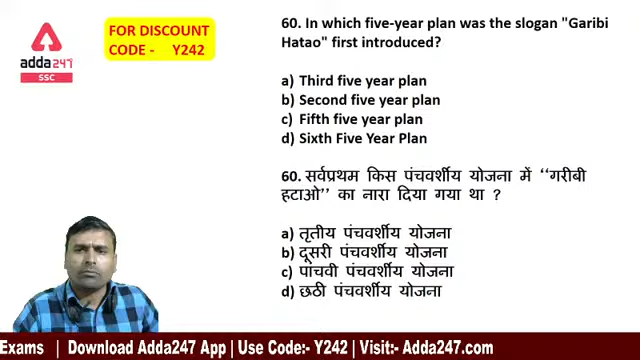 FOR DISCOUNT
CODE - Y242
adda247
SSC
60. In which five-year plan was the slogan "Garibi
Hatao" first introduced?
a) Third five year plan
b) Second five year plan
c) Fifth five year plan
d) Sixth Five Year Plan
60. सर्वप्रथम किस पंचवर्शीय योजना में ‘‘गरीबी
हटाओ’’ का नारा दिया गया था ?
a) तृतीय पंचवर्शीय योजना
b) दूसरी पंचवर्शीय योजना
c) पांचवी पंचवर्शीय योजना
d) छठी पंचवर्शीय योजना
Exams | Download Adda247 App | Use Code:- Y242 | Visit:- Adda247.com